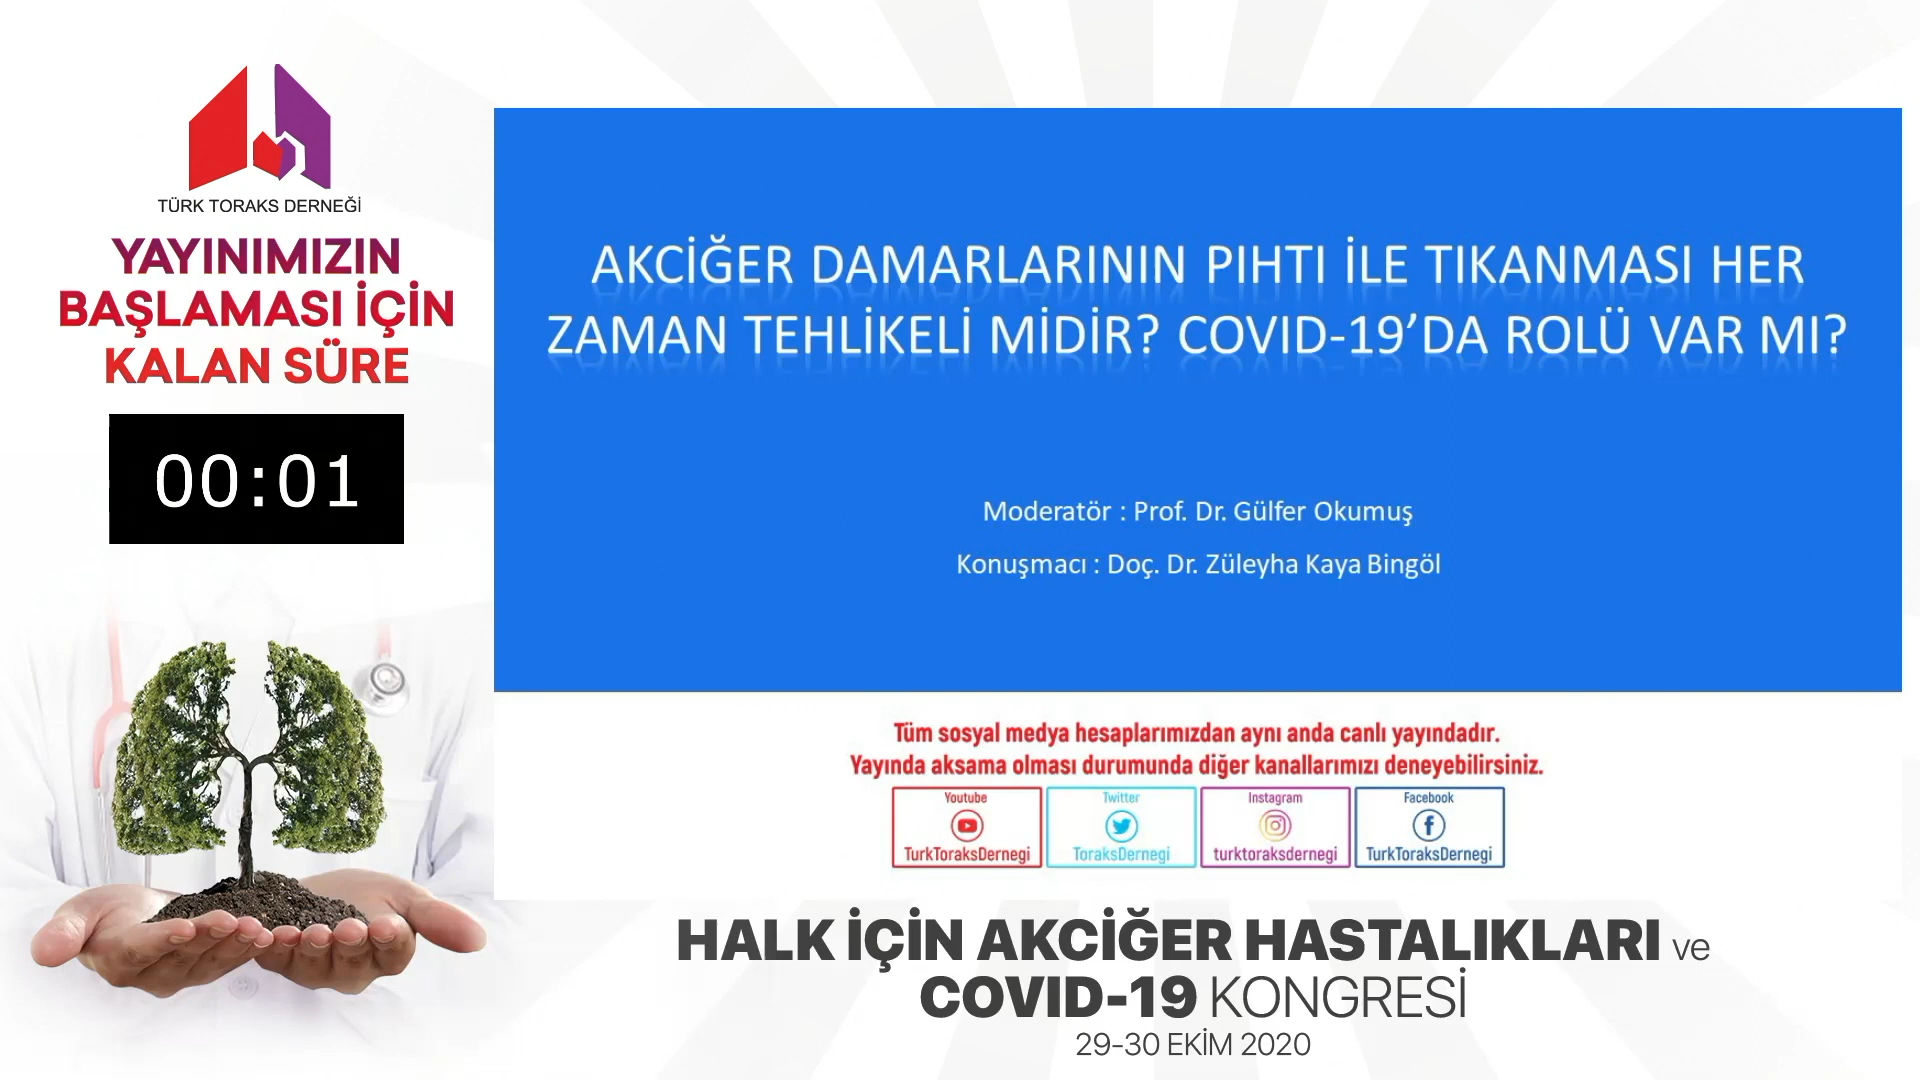 TÜRK TORAKS DERNEĞİ
YAYINIMIZIN
BAŞLAMASI İÇİN
KALAN SÜRE
00:01
AKCİĞER DAMARLARININ PIHTI İLE TIKANMASI HER
ZAMAN TEHLİKELİ MİDİR? COVID-19’DA ROLÜ VAR MI?
Moderatör : Prof. Dr. Gülfer Okumuş
Konuşmacı : Doç. Dr. Züleyha Kaya Bingöl
Tüm sosyal medya hesaplarımızdan aynı anda canlı yayındadır.
Yayında aksama olması durumunda diğer kanallarımızı deneyebilirsiniz.
Youtube
TurkToraksDernegi
Twitter
ToraksDernegi
Instagram
turktoraksdernegi
Facebook
TurkToraksDernegi
HALK İÇİN AKCİĞER HASTALIKLARI ve
COVID-19 KONGRESİ
29-30 EKİM 2020